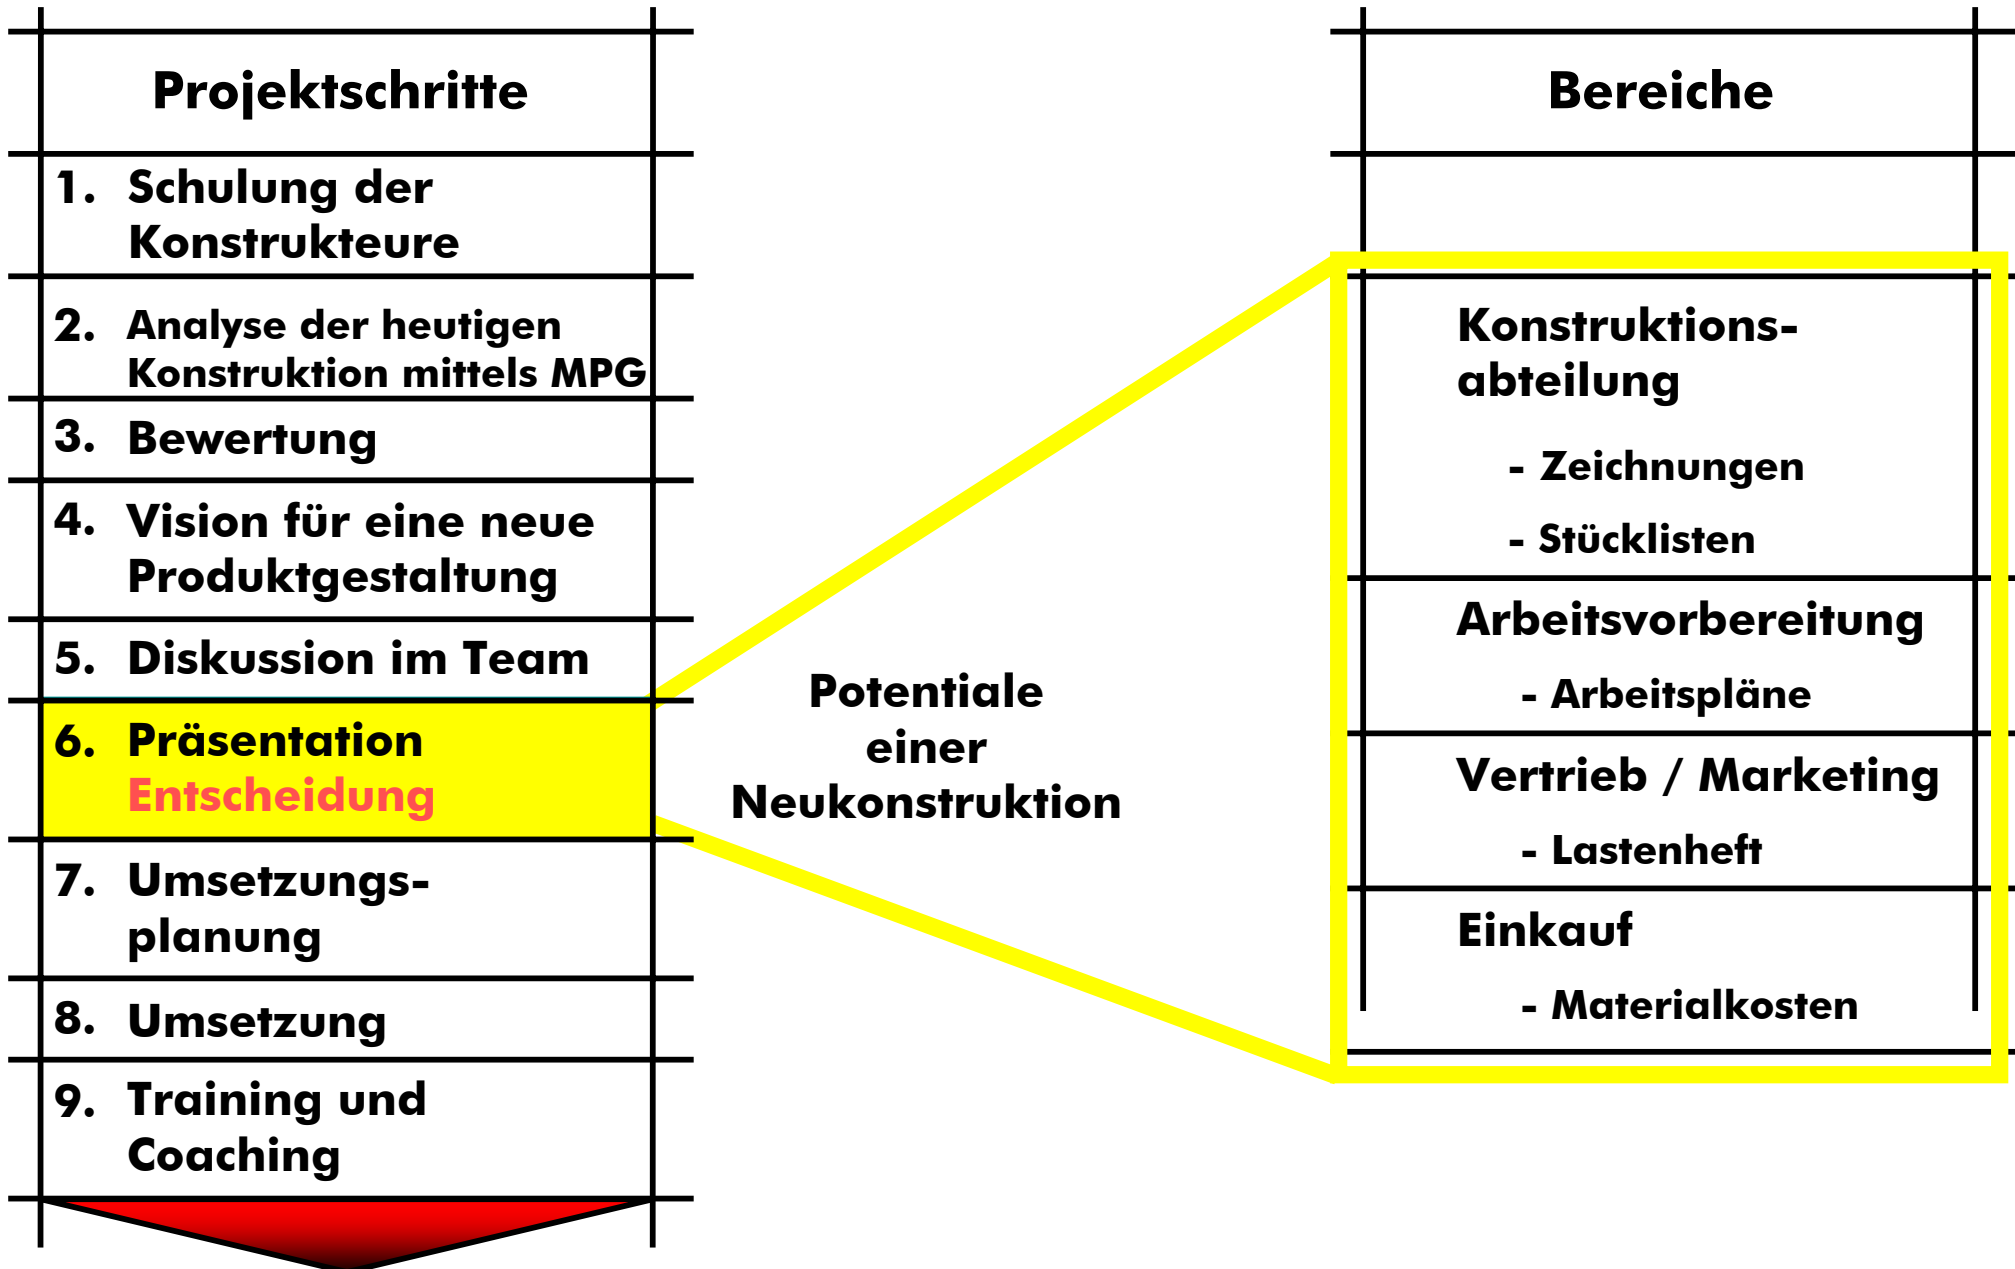 Projektschritte
1. Schulung der
Konstrukteure
2. Analyse der heutigen
Konstruktion mittels MPG
3. Bewertung
4. Vision für eine neue
Produktgestaltung
5. Diskussion im Team
6. Präsentation
Entscheidung
7. Umsetzungs-
planung
8. Umsetzung
9. Training und
Coaching
Potentiale
einer
Neukonstruktion
Bereiche
Konstruktions-
abteilung
- Zeichnungen
- Stücklisten
Arbeitsvorbereitung
- Arbeitspläne
Vertrieb / Marketing
- Lastenheft
Einkauf
- Materialkosten